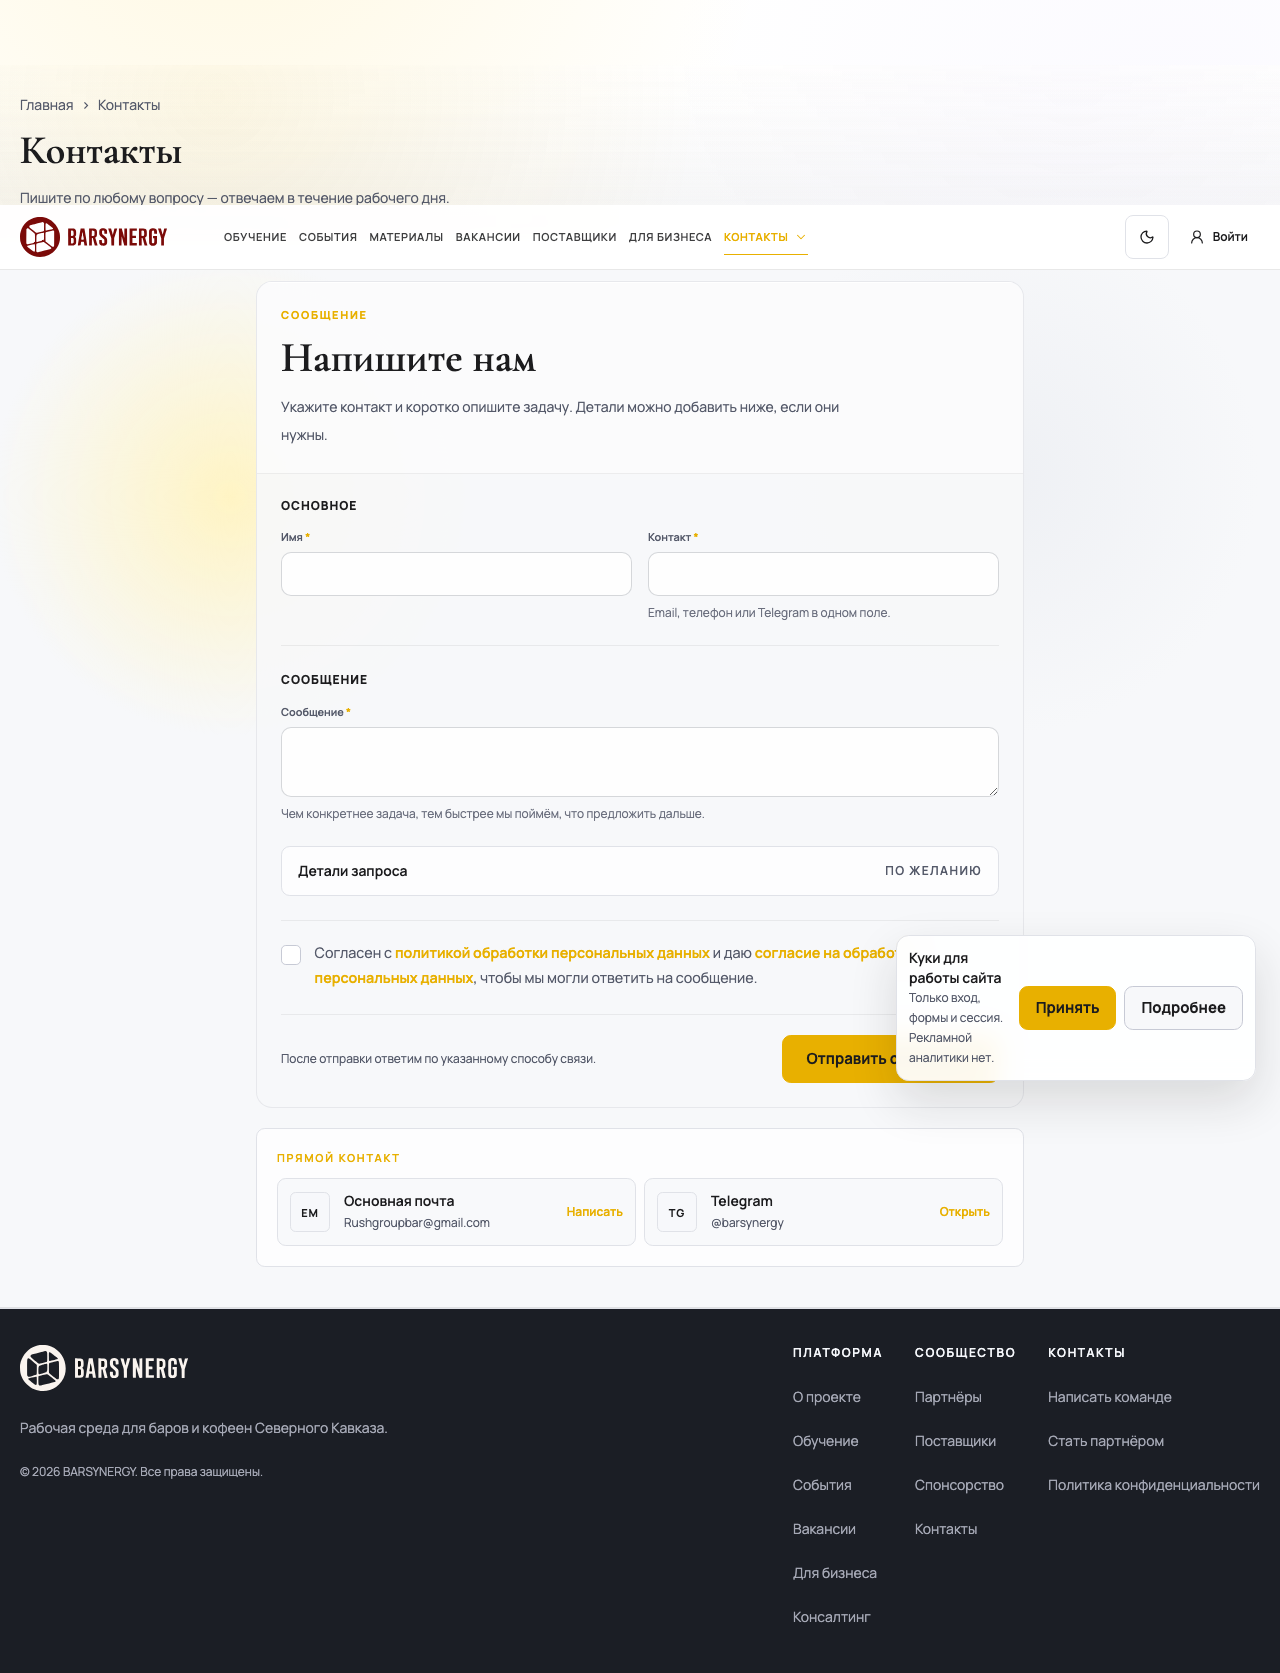 Главная › Контакты
Контакты
Пишите по любому вопросу — отвечаем в течение рабочего дня.
BARSYNERGY
ОБУЧЕНИЕ СОБЫТИЯ МАТЕРИАЛЫ ВАКАНСИИ ПОСТАВЩИКИ ДЛЯ БИЗНЕСА КОНТАКТЫ
Войти
СООБЩЕНИЕ
Напишите нам
Укажите контакт и коротко опишите задачу. Детали можно добавить ниже, если они
нужны.
ОСНОВНОЕ
Имя * Контакт *
Email, телефон или Telegram в одном поле.
СООБЩЕНИЕ
Сообщение *
Чем конкретнее задача, тем быстрее мы поймём, что предложить дальше.
Детали запроса ПО ЖЕЛАНИЮ
Согласен с политикой обработки персональных данных и даю согласие на
персональных данных, чтобы мы могли ответить на сообщение.
После отправки ответим по указанному способу связи.
Отправить
Куки для
работы сайта
Только вход,
формы и сессия.
Рекламной
аналитики нет.
Принять Подробнее
ПРЯМОЙ КОНТАКТ
EM Основная почта
Rushgroupbar@gmail.com
Написать
TG Telegram
@barsynergy
Открыть
BARSYNERGY
Рабочая среда для баров и кофеен Северного Кавказа.
© 2026 BARSYNERGY. Все права защищены.
ПЛАТФОРМА
О проекте
Обучение
События
Вакансии
Для бизнеса
Консалтинг
СООБЩЕСТВО
Партнёры
Поставщики
Спонсорство
Контакты
КОНТАКТЫ
Написать команде
Стать партнёром
Политика конфиденциальности